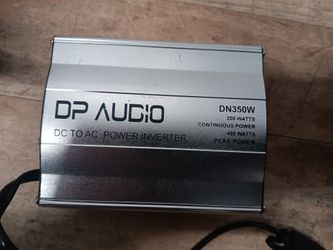 DP AUDIO
DC TO AC POWER INVERTER
DN350W
200 WATTS
CONTINUOUS POWER
400 WATTS
PEAK POWER